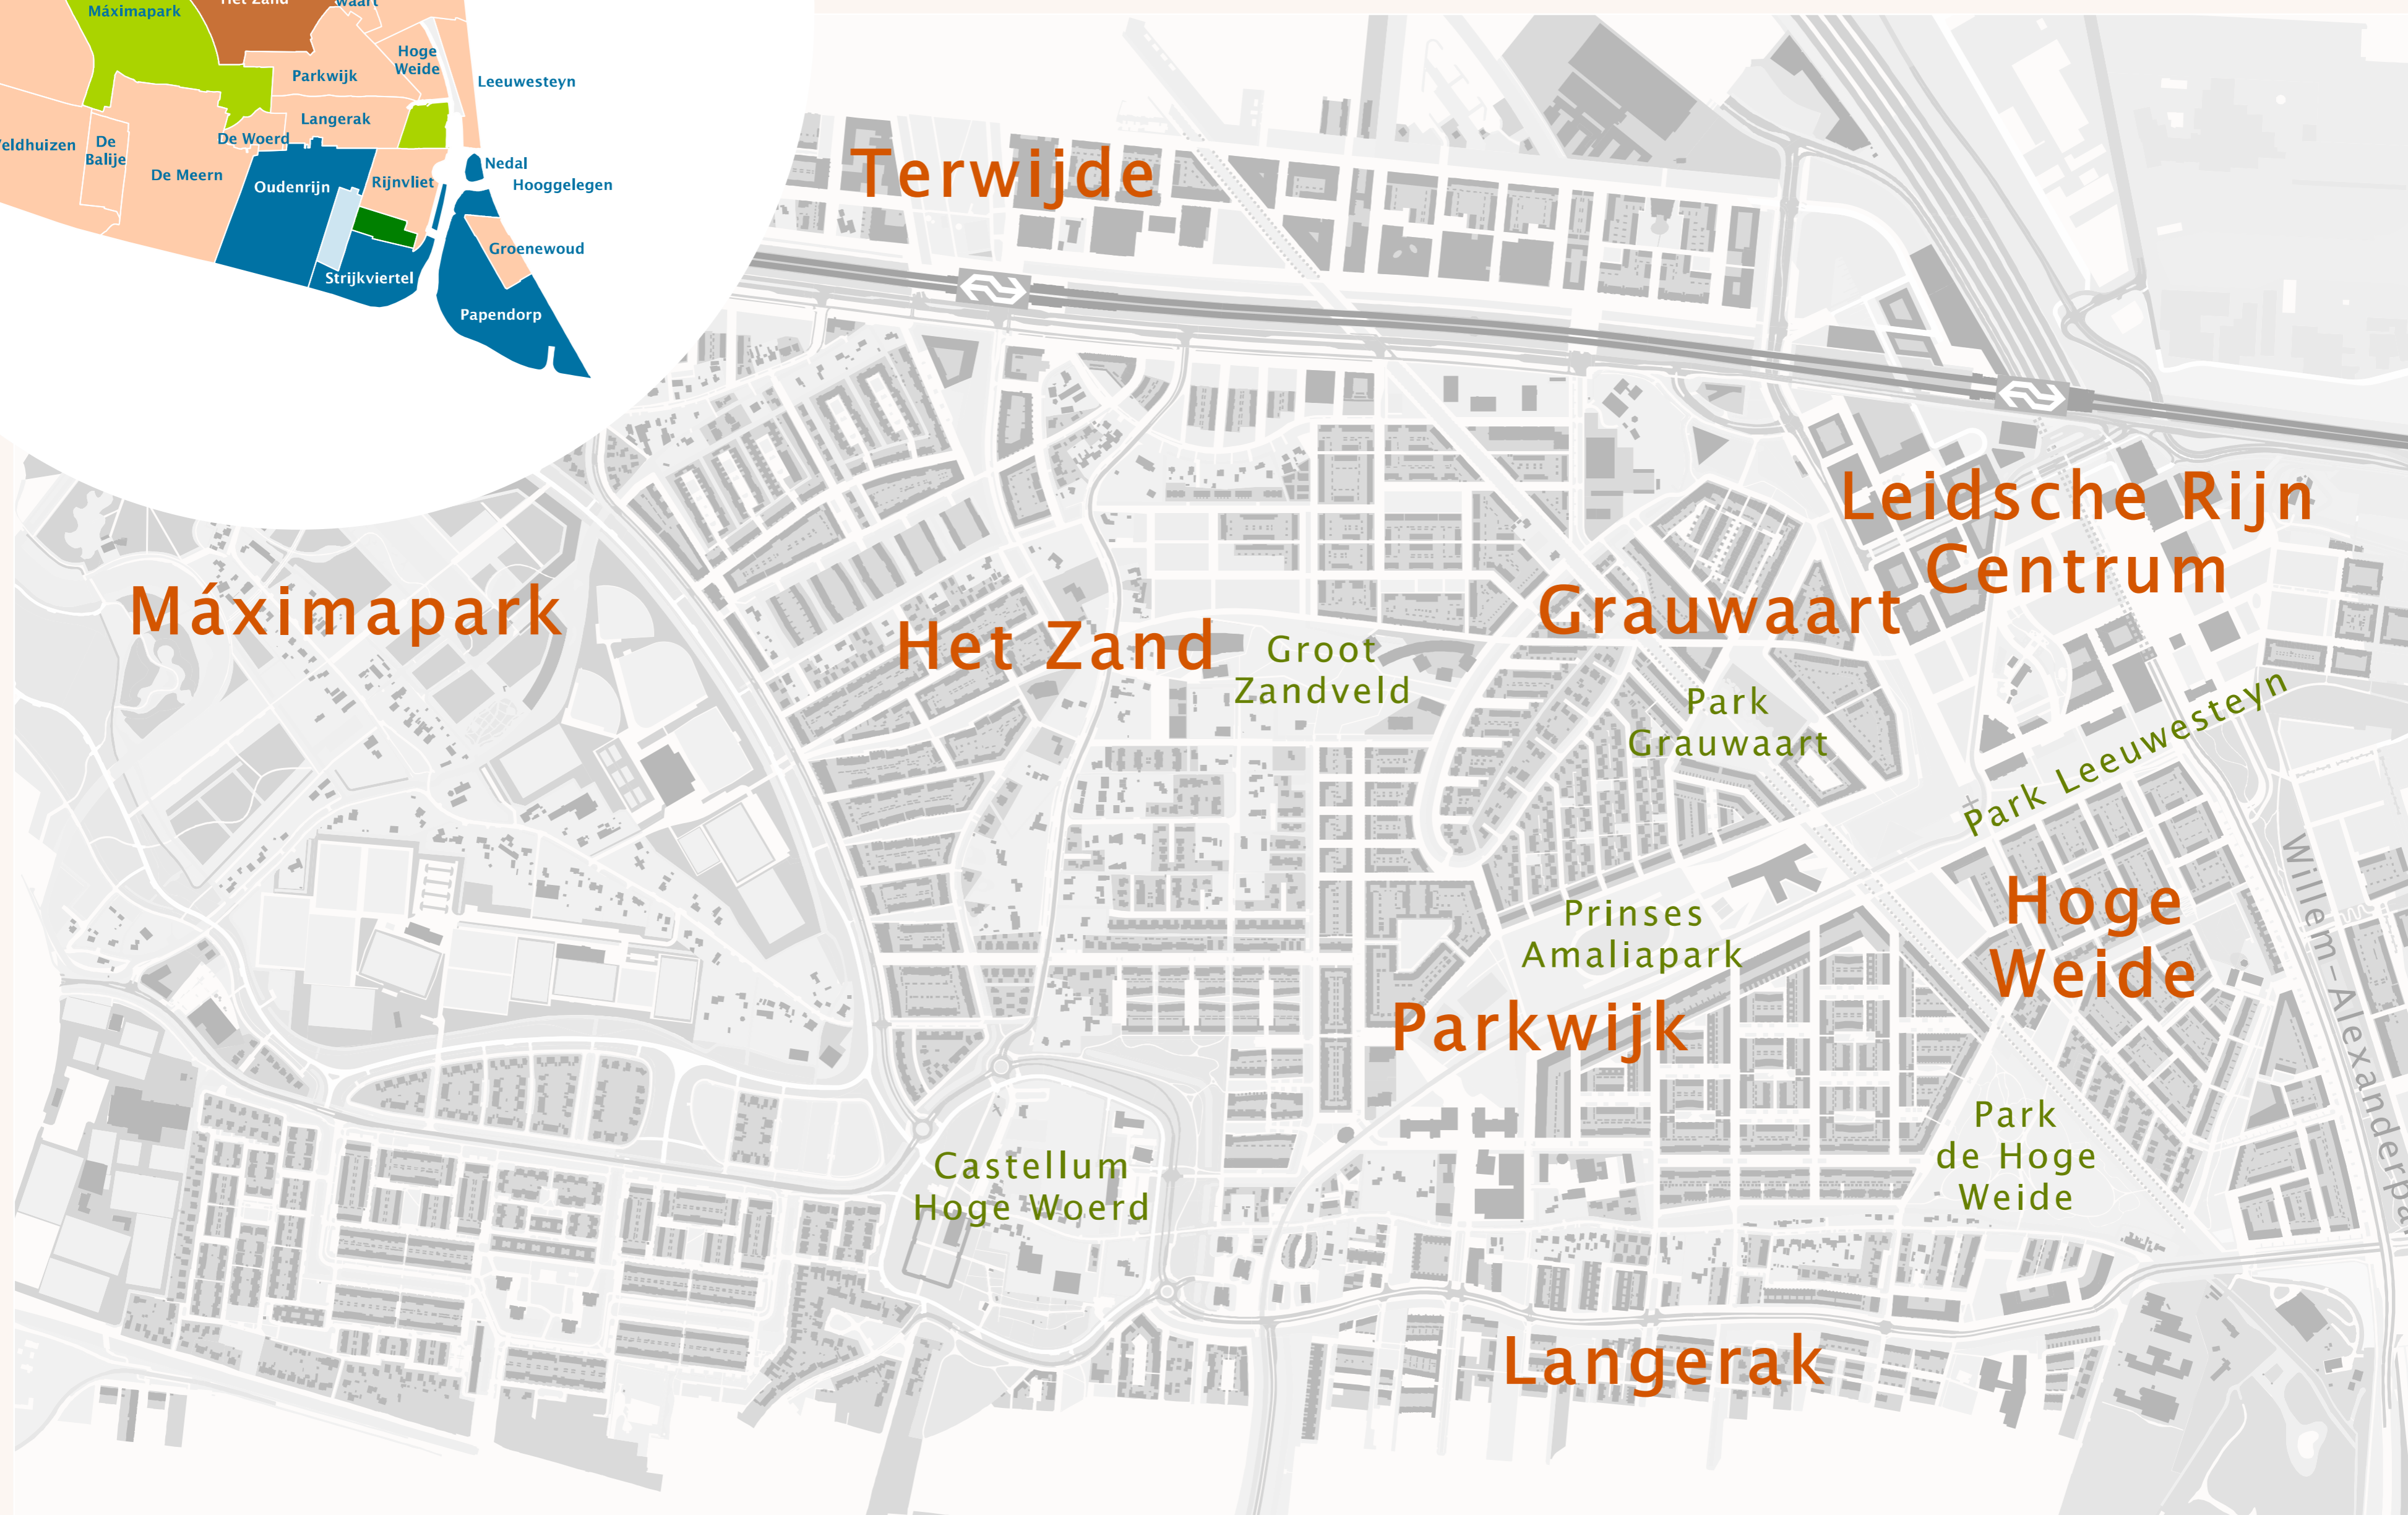 Het Zand
waart
Máximapark
Hoge
Weide
Parkwijk
Leeuwesteyn
Langerak
De Woerd
De
Balije
De Meern
Oudenrijn
Rijnvliet
Nedal
Hooggelegen
Groenewoud
Strijkviertel
Papendorp
Terwijde
Leidsche Rijn
Centrum
Máximapark
Het Zand
Grauwaart
Groot
Zandveld
Park
Grauwaart
Park Leeuwesteyn
Hoge
Weide
Prinses
Amaliapark
Parkwijk
Park
de Hoge
Weide
Castellum
Hoge Woerd
Langerak
Willem-Alexanderpa
eldhuizen